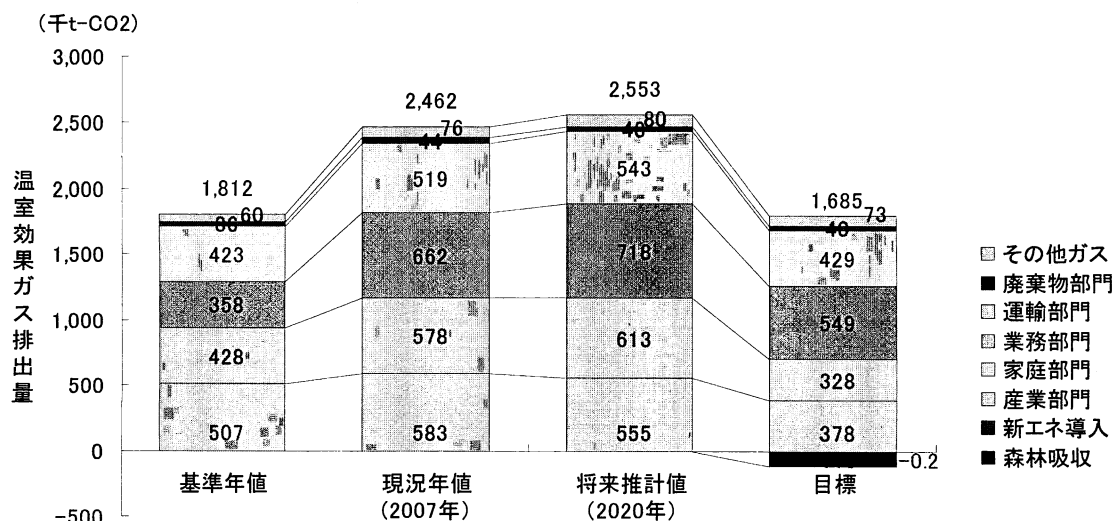 (千t-CO2)
3,000
2,500
2,000
1,500
1,000
500
0
-500
温室効果ガス排出量
1,812
60
423
358
428
507
2,462
76
44
519
662
578
583
2,553
80
543
718
613
555
1,685
73
429
549
328
378
-0.2
基準年値
現況年値
(2007年)
将来推計値
(2020年)
目標
その他ガス
廃棄物部門
運輸部門
業務部門
家庭部門
産業部門
新エネ導入
森林吸収